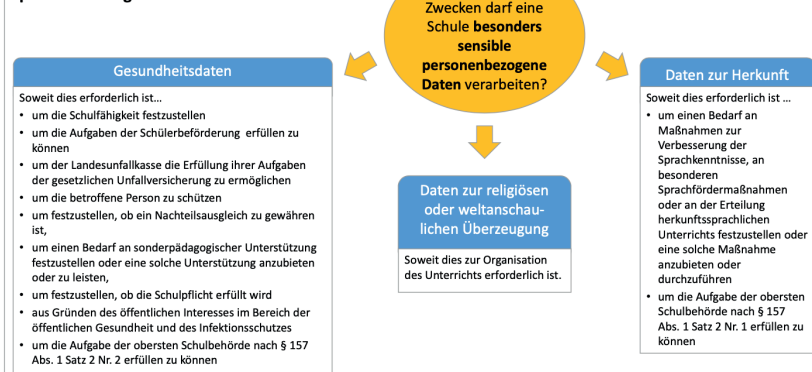 Zwecken darf eine
Schule besonders
sensible
personenbezogene
Daten verarbeiten?
Gesundheitsdaten
Soweit dies erforderlich ist…
• um die Schulfähigkeit festzustellen
• um die Aufgaben der Schülerbeförderung erfüllen zu
können
• um der Landesunfallkasse die Erfüllung ihrer Aufgaben
der gesetzlichen Unfallversicherung zu ermöglichen
• um die betroffene Person zu schützen
• um festzustellen, ob ein Nachteilsausgleich zu gewähren
ist,
• um einen Bedarf an sonderpädagogischer Unterstützung
festzustellen oder eine solche Unterstützung anzubieten
oder zu leisten,
• um festzustellen, ob die Schulpflicht erfüllt wird
• aus Gründen des öffentlichen Interesses im Bereich der
öffentlichen Gesundheit und des Infektionsschutzes
• um die Aufgabe der obersten Schulbehörde nach § 157
Abs. 1 Satz 2 Nr. 2 erfüllen zu können
Daten zur religiösen
oder weltanschau-
lichen Überzeugung
Soweit dies zur Organisation
des Unterrichts erforderlich ist.
Daten zur Herkunft
Soweit dies erforderlich ist …
• um einen Bedarf an
Maßnahmen zur
Verbesserung der
Sprachkenntnisse, an
besonderen
Sprachfördermaßnahmen
oder an der Erteilung
herkunftssprachlichen
Unterrichts festzustellen oder
eine solche Maßnahme
anzubieten oder
durchzuführen
• um die Aufgabe der obersten
Schulbehörde nach § 157
Abs. 1 Satz 2 Nr. 1 erfüllen zu
können